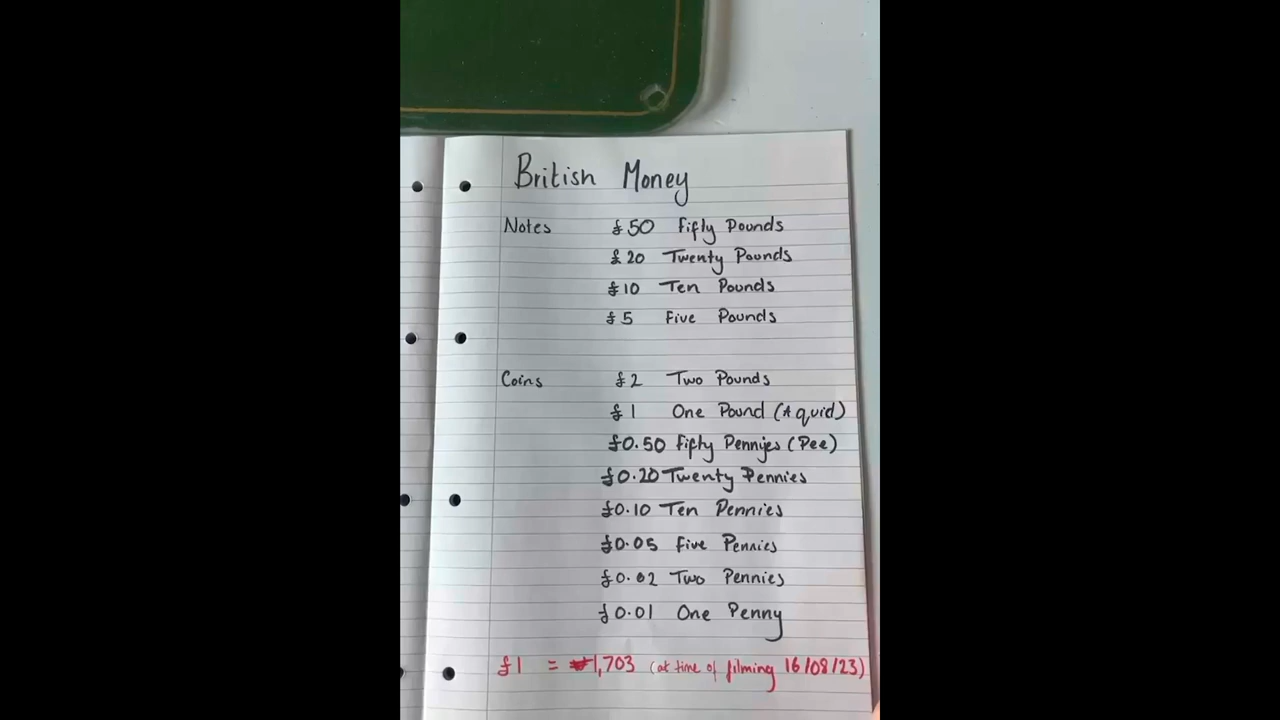 British Money
Notes £50 Fifty Pounds
£20 Twenty Pounds
£10 Ten Pounds
£5 Five Pounds
Coins £2 Two Pounds
£1 One Pound (A quid)
£0.50 Fifty Pennies (Pee)
£0.20 Twenty Pennies
£0.10 Ten Pennies
£0.05 Five Pennies
£0.02 Two Pennies
£0.01 One Penny
£1 = ₩1,703 (at time of filming 16/08/23)